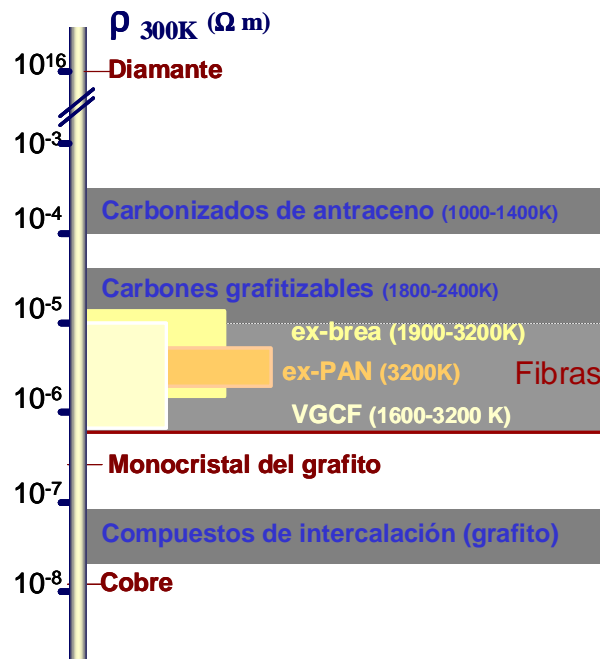 ρ 300K (Ω m)
10¹⁶ Diamante
10⁻³
Carbonizados de antraceno (1000-1400K)
10⁻⁴
Carbones grafitizables (1800-2400K)
10⁻⁵
ex-brea (1900-3200K)
ex-PAN (3200K) Fibras
10⁻⁶ VGCF (1600-3200 K)
Monocristal del grafito
10⁻⁷
Compuestos de intercalación (grafito)
10⁻⁸ Cobre